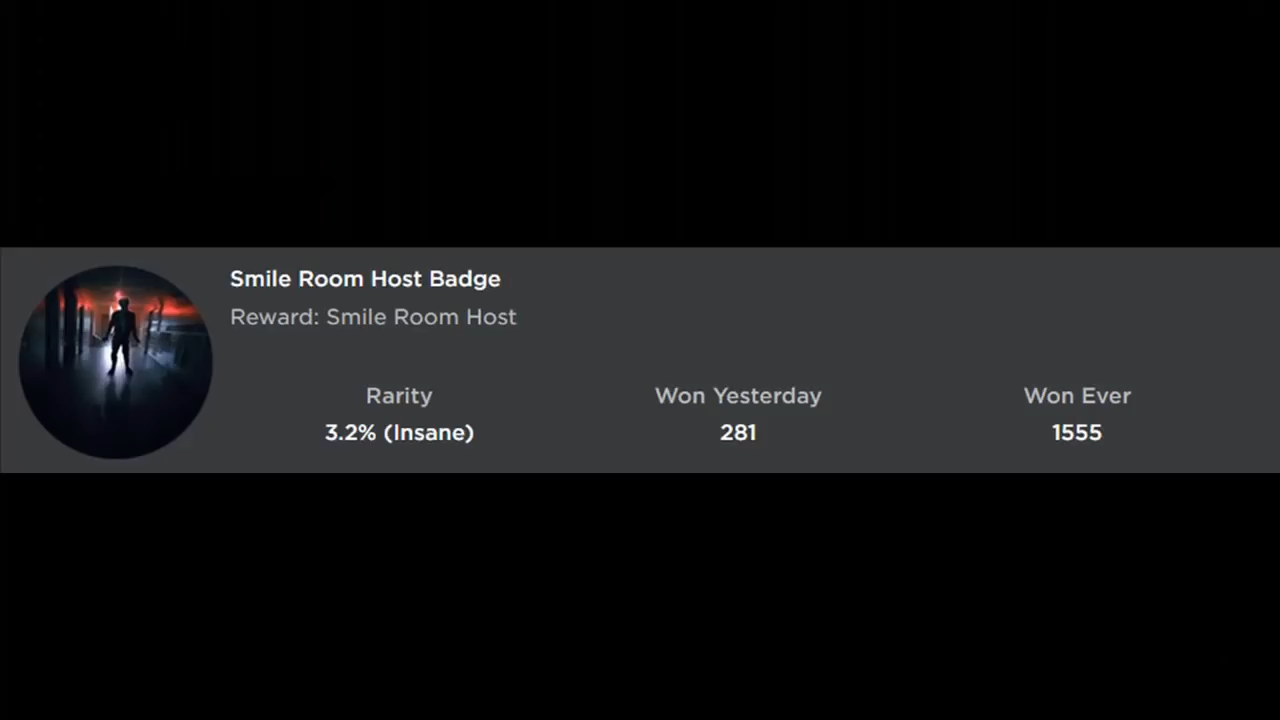 Smile Room Host Badge
Reward: Smile Room Host
Rarity Won Yesterday Won Ever
3.2% (Insane) 281 1555